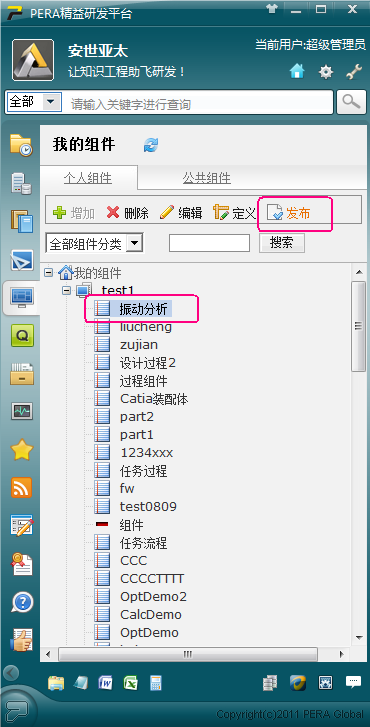 PERA精益研发平台
安世亚太
当前用户:超级管理员
让知识工程助飞研发！
全部
请输入关键字进行查询
我的组件
个人组件
公共组件
增加 删除 编辑 定义 发布
全部组件分类
搜索
我的组件
test1
振动分析
liucheng
zujian
设计过程2
过程组件
Catia装配体
part2
part1
1234xxx
任务过程
fw
test0809
组件
任务流程
CCC
CCCCTTTT
OptDemo2
CalcDemo
OptDemo
Copyright(c)2011 PERA Global